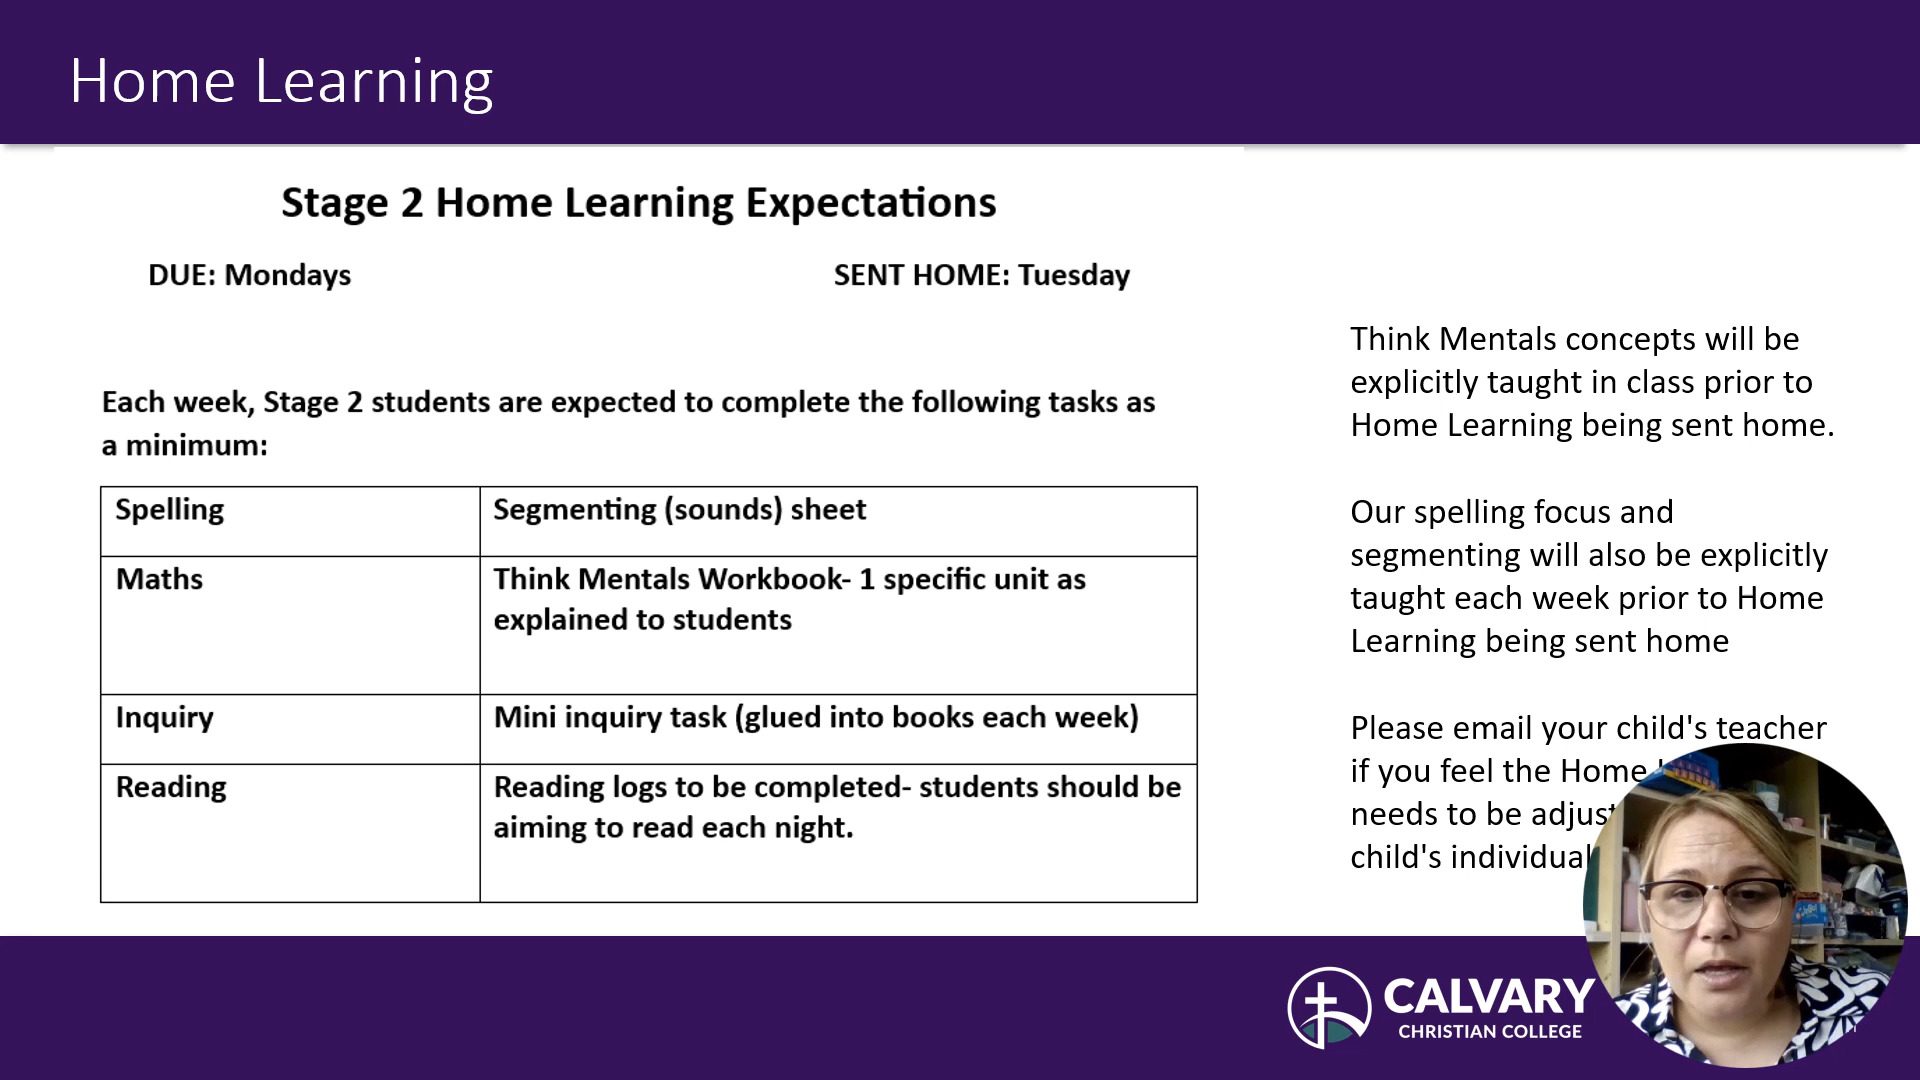 Home Learning
Stage 2 Home Learning Expectations
DUE: Mondays
SENT HOME: Tuesday
Each week, Stage 2 students are expected to complete the following tasks as
a minimum:
Spelling
Segmenting (sounds) sheet
Maths
Think Mentals Workbook- 1 specific unit as
explained to students
Inquiry
Mini inquiry task (glued into books each week)
Reading
Reading logs to be completed- students should be
aiming to read each night.
Think Mentals concepts will be
explicitly taught in class prior to
Home Learning being sent home.
Our spelling focus and
segmenting will also be explicitly
taught each week prior to Home
Learning being sent home
Please email your child's teacher
if you feel the Home
needs to be
child's individual
CALVARY
CHRISTIAN COLLEGE